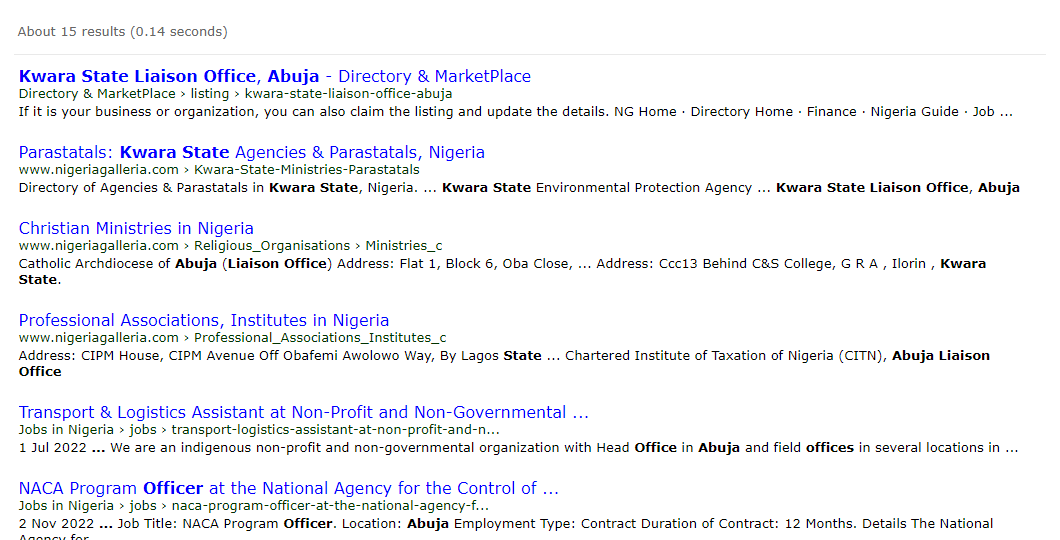 About 15 results (0.14 seconds)
Kwara State Liaison Office, Abuja - Directory & MarketPlace
Directory & MarketPlace › listing › kwara-state-liaison-office-abuja
If it is your business or organization, you can also claim the listing and update the details. NG Home · Directory Home · Finance · Nigeria Guide · Job ...
Parastatals: Kwara State Agencies & Parastatals, Nigeria
www.nigeriagalleria.com › Kwara-State-Ministries-Parastatals
Directory of Agencies & Parastatals in Kwara State, Nigeria. ... Kwara State Environmental Protection Agency ... Kwara State Liaison Office, Abuja
Christian Ministries in Nigeria
www.nigeriagalleria.com › Religious_Organisations › Ministries_c
Catholic Archdiocese of Abuja (Liaison Office) Address: Flat 1, Block 6, Oba Close, ... Address: Ccc13 Behind C&S College, G R A , Ilorin , Kwara
State.
Professional Associations, Institutes in Nigeria
www.nigeriagalleria.com › Professional_Associations_Institutes_c
Address: CIPM House, CIPM Avenue Off Obafemi Awolowo Way, By Lagos State ... Chartered Institute of Taxation of Nigeria (CITN), Abuja Liaison
Office
Transport & Logistics Assistant at Non-Profit and Non-Governmental ...
Jobs in Nigeria › jobs › transport-logistics-assistant-at-non-profit-and-n...
1 Jul 2022 ... We are an indigenous non-profit and non-governmental organization with Head Office in Abuja and field offices in several locations in ...
NACA Program Officer at the National Agency for the Control of ...
Jobs in Nigeria › jobs › naca-program-officer-at-the-national-agency-f...
2 Nov 2022 ... Job Title: NACA Program Officer. Location: Abuja Employment Type: Contract Duration of Contract: 12 Months. Details The National
Agency for